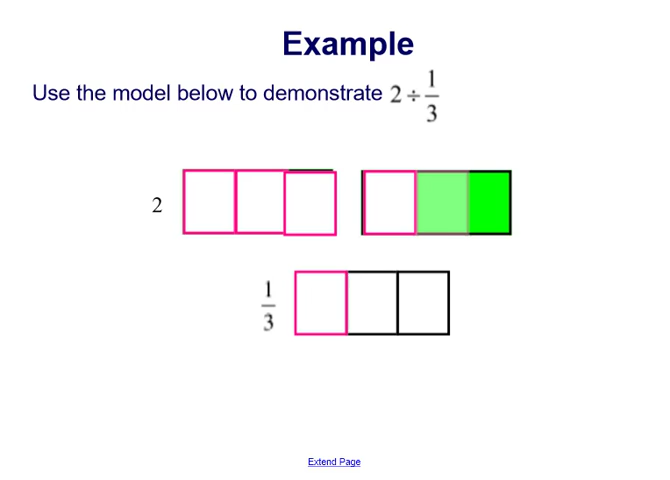 Example
Use the model below to demonstrate 2 ÷ 1/3
2
1/3
Extend Page